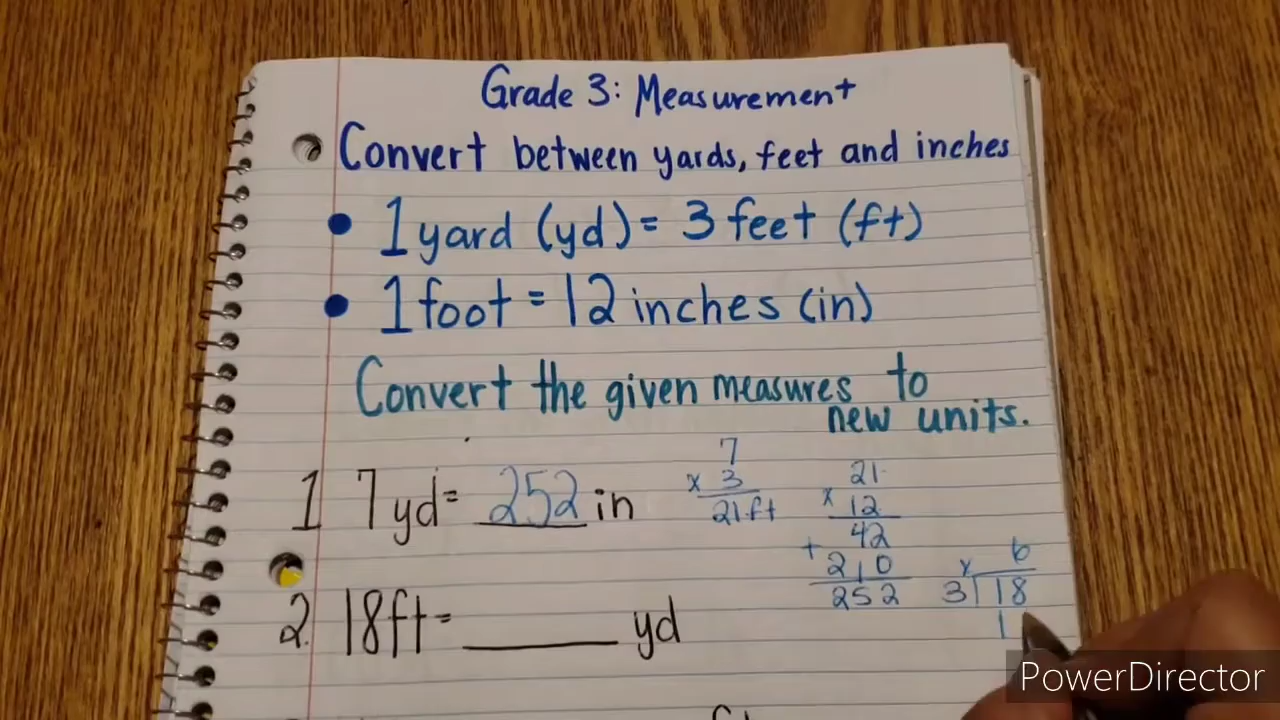 Grade 3: Measurement
Convert between yards, feet and inches
• 1 yard (yd) = 3 feet (ft)
• 1 foot = 12 inches (in)
Convert the given measures to
new units.
1 7 yd = 252 in
7
x 3
21 ft
21
x 12
42
+ 210
252
6
x
3 18
1
2. 18 ft = ______ yd
PowerDirector